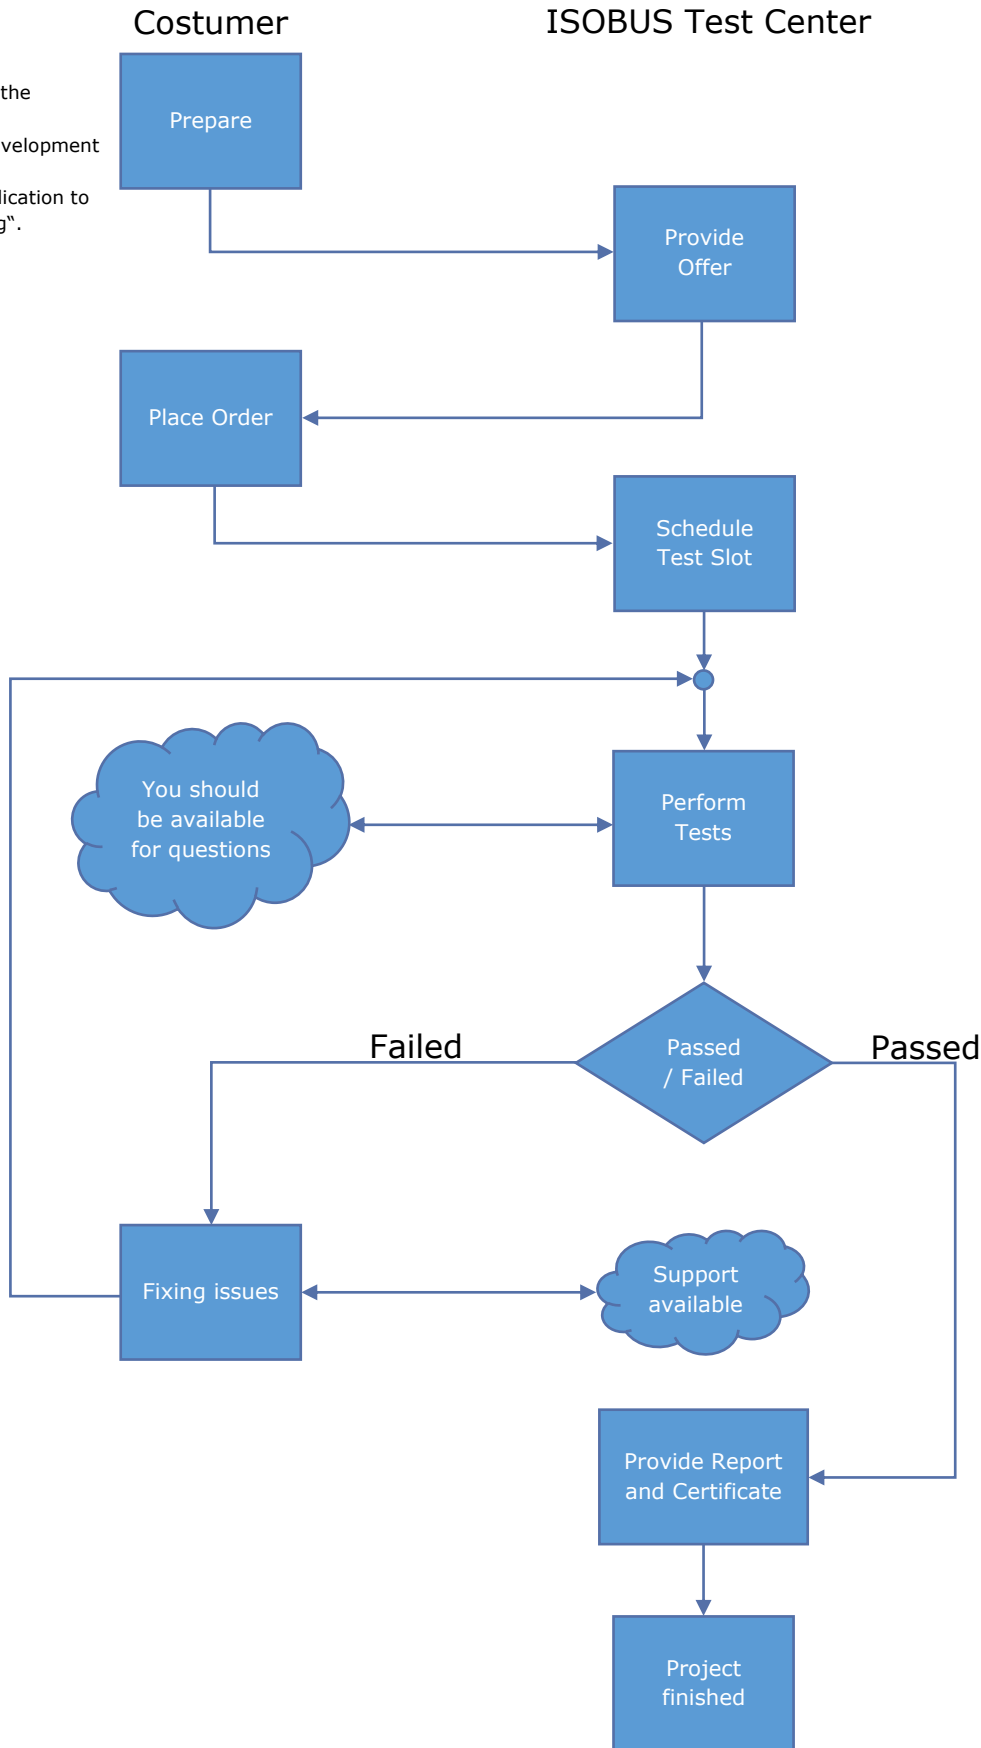 Costumer
ISOBUS Test Center
the
velopment
lication to
g“.
Prepare
Provide
Offer
Place Order
Schedule
Test Slot
You should
be available
for questions
Perform
Tests
Failed
Passed
/ Failed
Passed
Fixing issues
Support
available
Provide Report
and Certificate
Project
finished